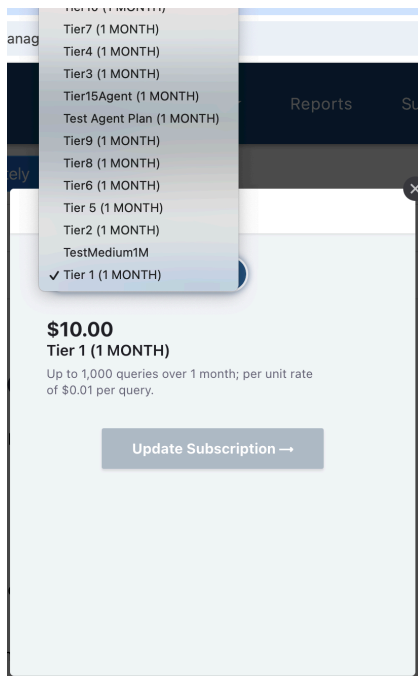 anag
Tier7 (1 MONTH)
Tier4 (1 MONTH)
Tier3 (1 MONTH)
Tier15Agent (1 MONTH)
Reports
Su
Test Agent Plan (1 MONTH)
Tier9 (1 MONTH)
Tier8 (1 MONTH)
ely
Tier6 (1 MONTH)
Tier 5 (1 MONTH)
Tier2 (1 MONTH)
TestMedium1M
✓ Tier 1 (1 MONTH)
$10.00
Tier 1 (1 MONTH)
Up to 1,000 queries over 1 month; per unit rate
of $0.01 per query.
Update Subscription →